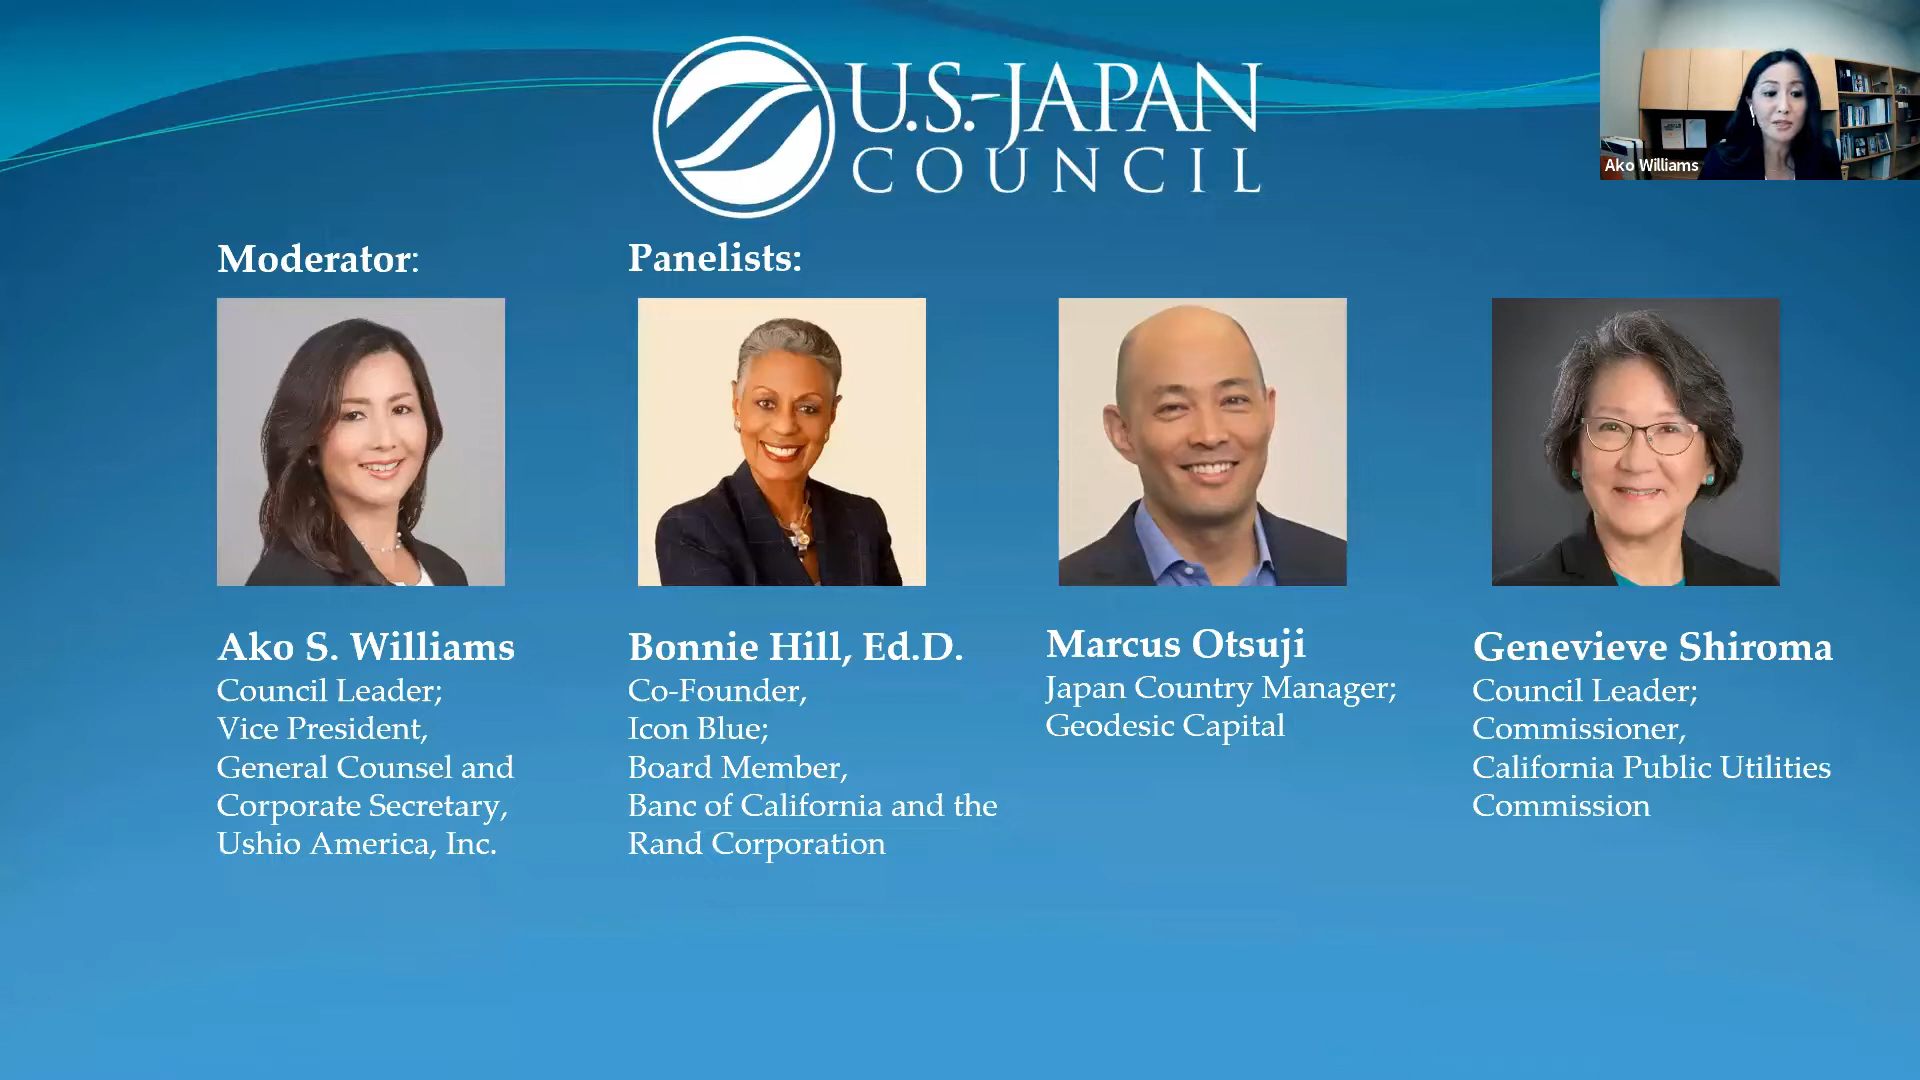 U.S.-JAPAN
COUNCIL
Ako Williams
Moderator:
Panelists:
Ako S. Williams
Council Leader;
Vice President,
General Counsel and
Corporate Secretary,
Ushio America, Inc.
Bonnie Hill, Ed.D.
Co-Founder,
Icon Blue;
Board Member,
Banc of California and the
Rand Corporation
Marcus Otsuji
Japan Country Manager;
Geodesic Capital
Genevieve Shiroma
Council Leader;
Commissioner,
California Public Utilities
Commission